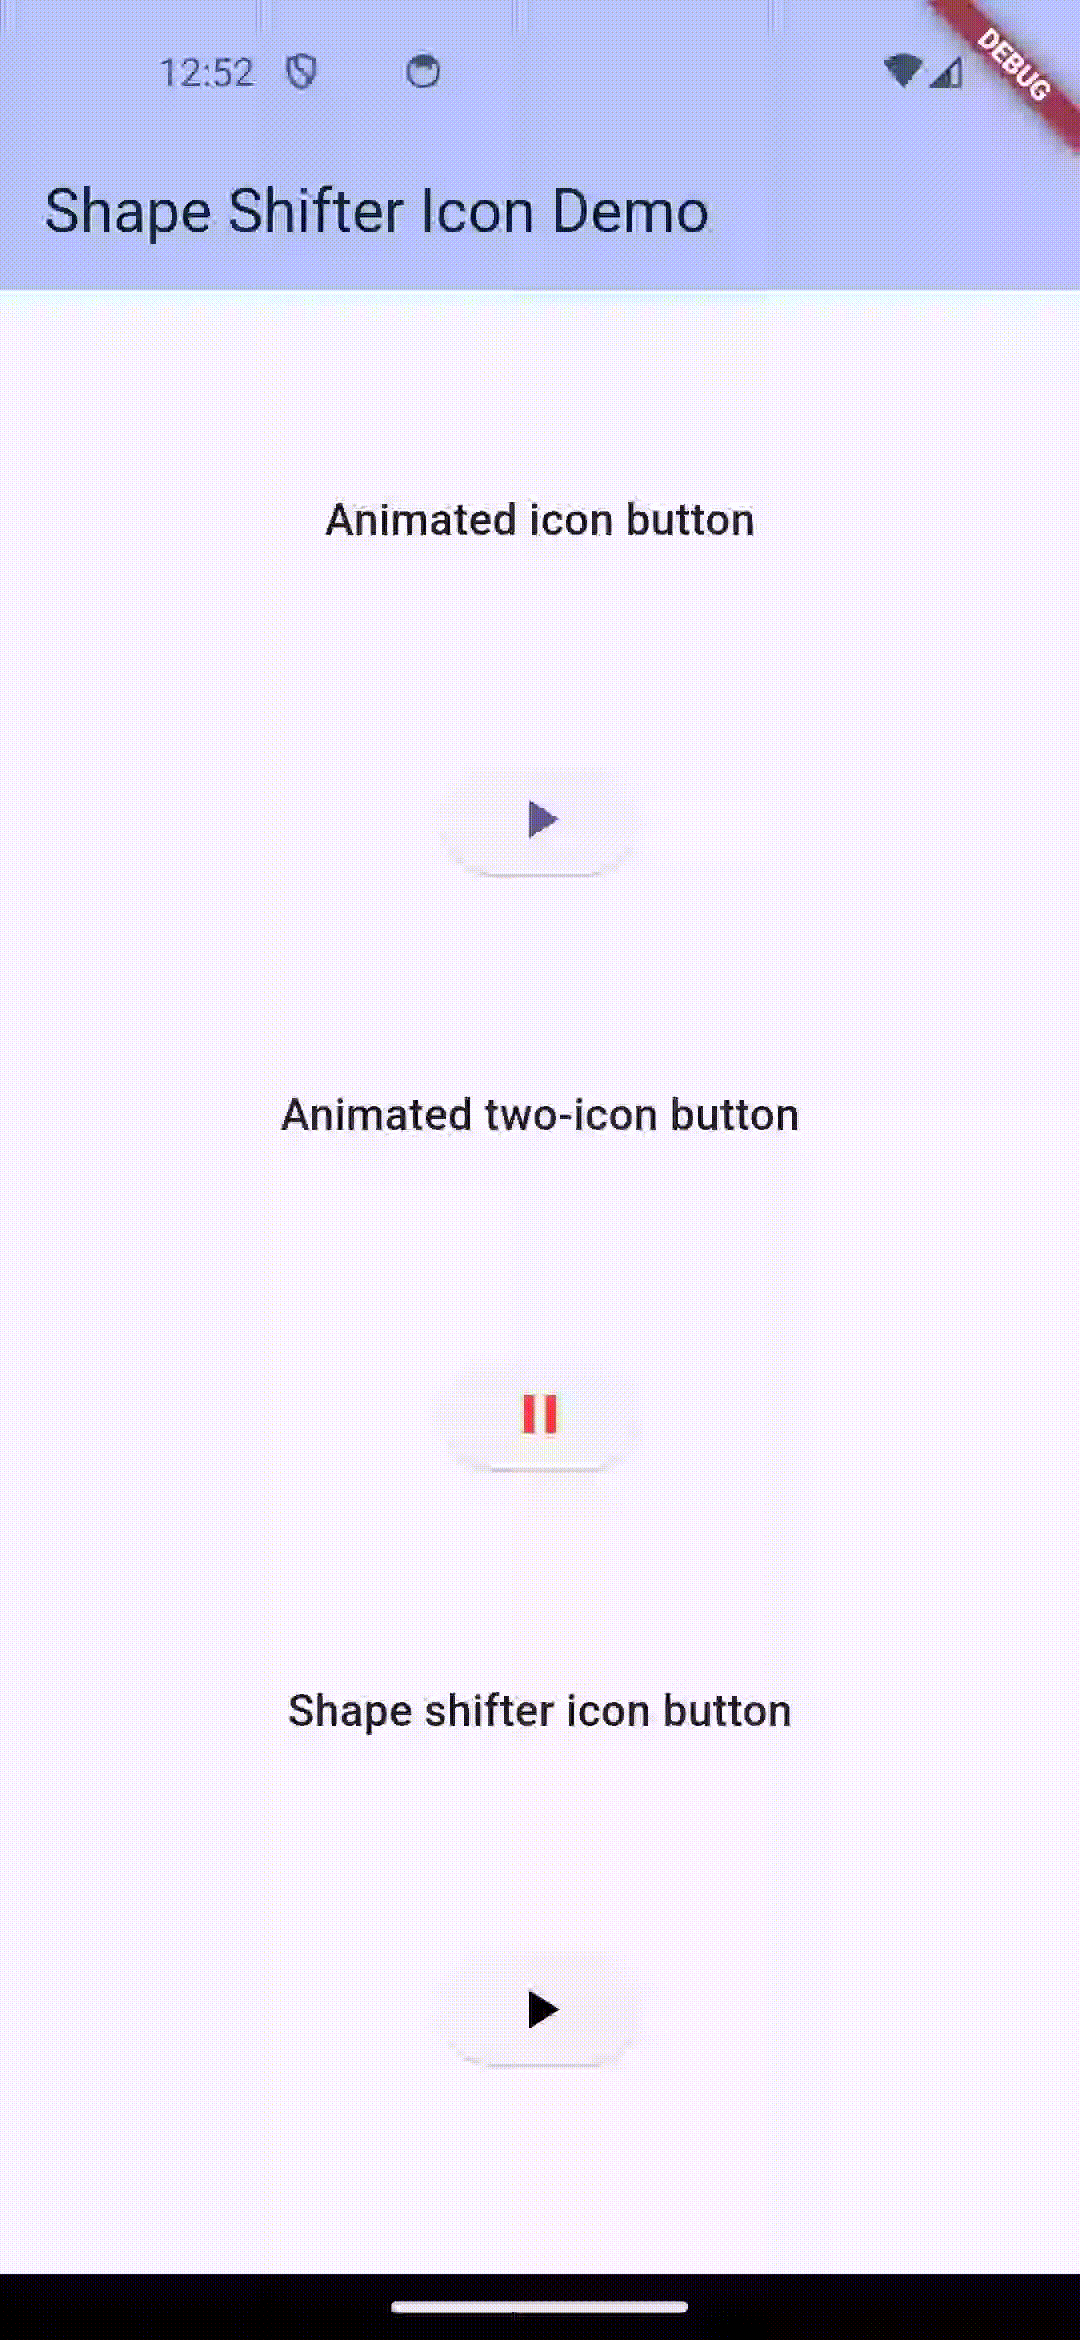 12:52
DEBUG
Shape Shifter Icon Demo
Animated icon button
Animated two-icon button
Shape shifter icon button